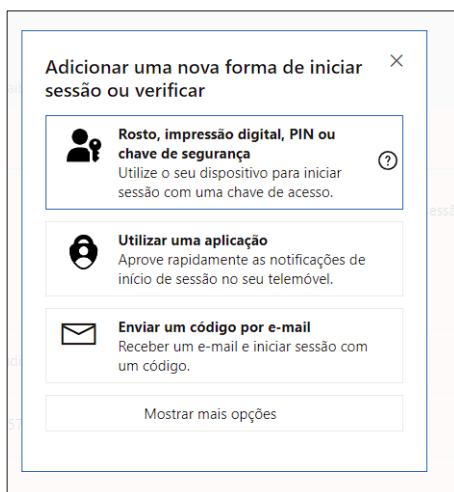 Adicionar uma nova forma de iniciar
sessão ou verificar
Rosto, impressão digital, PIN ou
chave de segurança
Utilize o seu dispositivo para iniciar
sessão com uma chave de acesso.
Utilizar uma aplicação
Aprove rapidamente as notificações de
início de sessão no seu telemóvel.
Enviar um código por e-mail
Receber um e-mail e iniciar sessão com
um código.
Mostrar mais opções